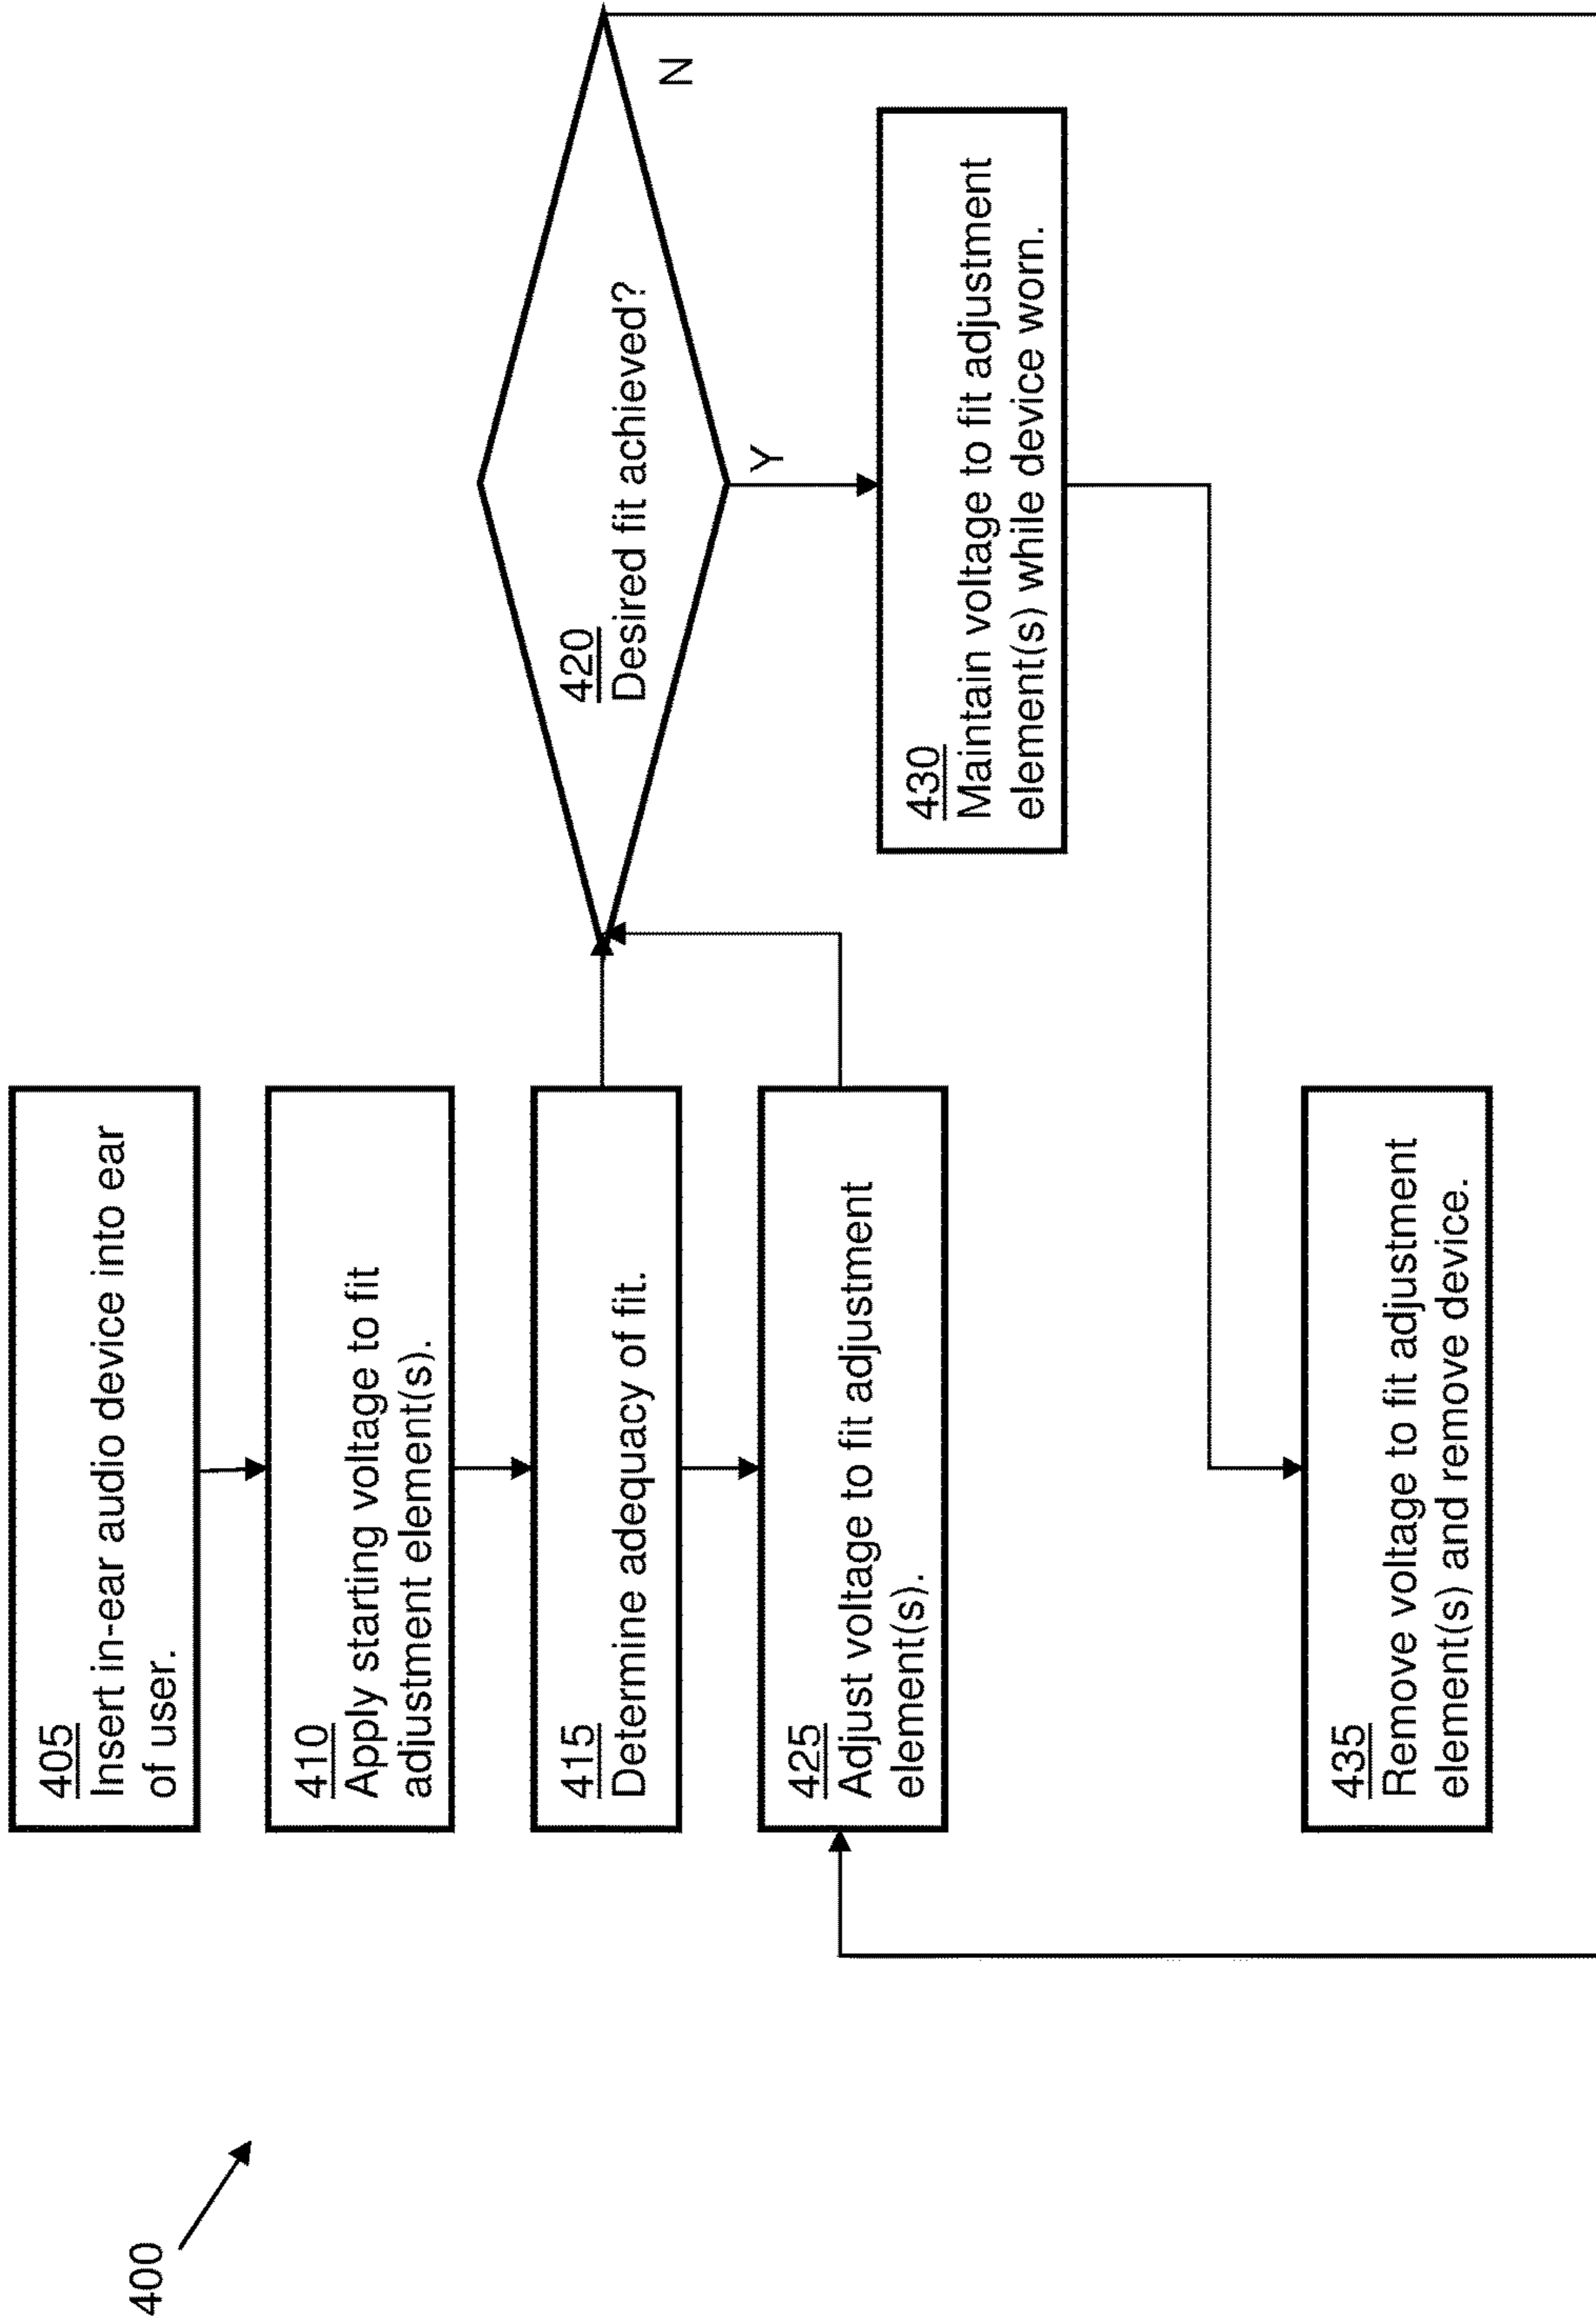 400
405
Insert in-ear audio device into ear
of user.
410
Apply starting voltage to fit
adjustment element(s).
415
Determine adequacy of fit.
420
Desired fit achieved?
N
Y
425
Adjust voltage to fit adjustment
element(s).
430
Maintain voltage to fit adjustment
element(s) while device worn.
435
Remove voltage to fit adjustment
element(s) and remove device.